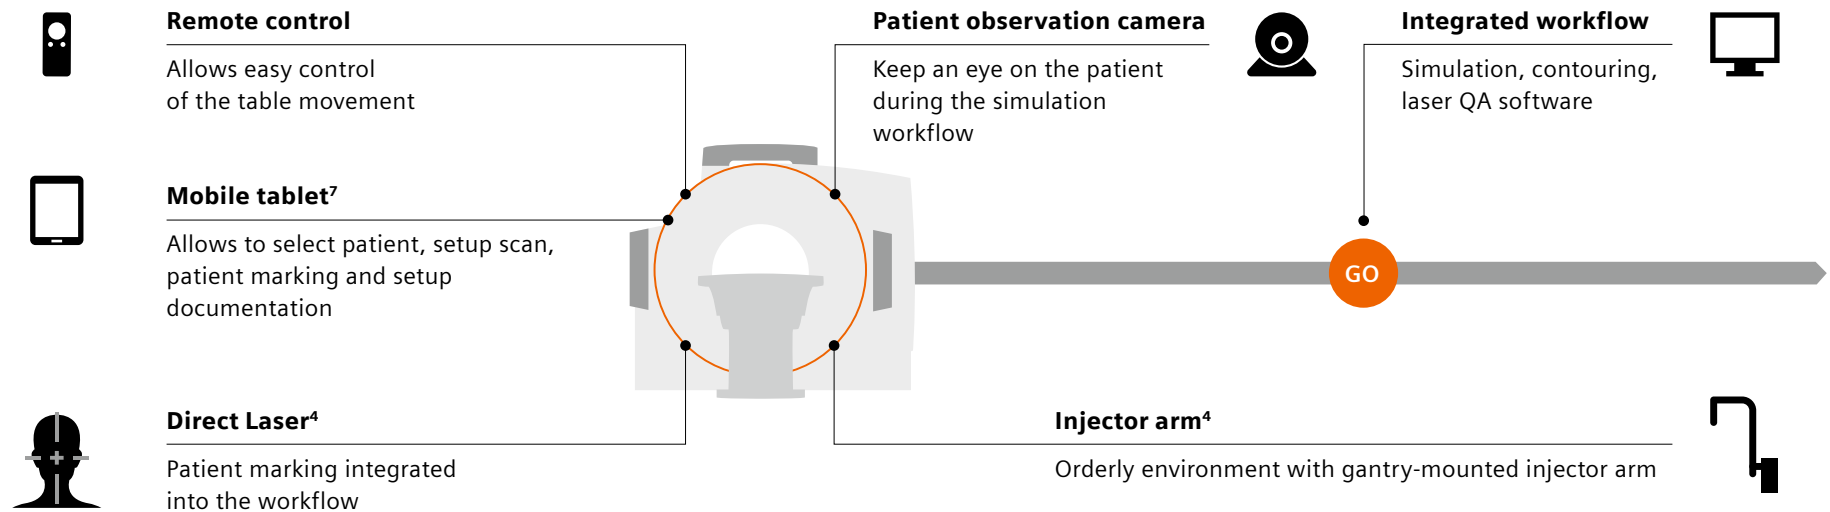 Remote control
Allows easy control
of the table movement
Patient observation camera
Keep an eye on the patient
during the simulation
workflow
Integrated workflow
Simulation, contouring,
laser QA software
Mobile tablet⁷
Allows to select patient, setup scan,
patient marking and setup
documentation
GO
Direct Laser⁴
Patient marking integrated
into the workflow
Injector arm⁴
Orderly environment with gantry-mounted injector arm